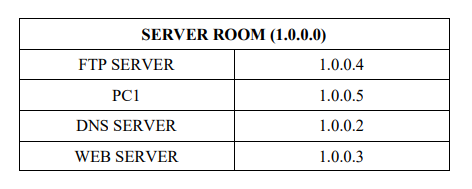 SERVER ROOM (1.0.0.0)
FTP SERVER 1.0.0.4
PC1 1.0.0.5
DNS SERVER 1.0.0.2
WEB SERVER 1.0.0.3